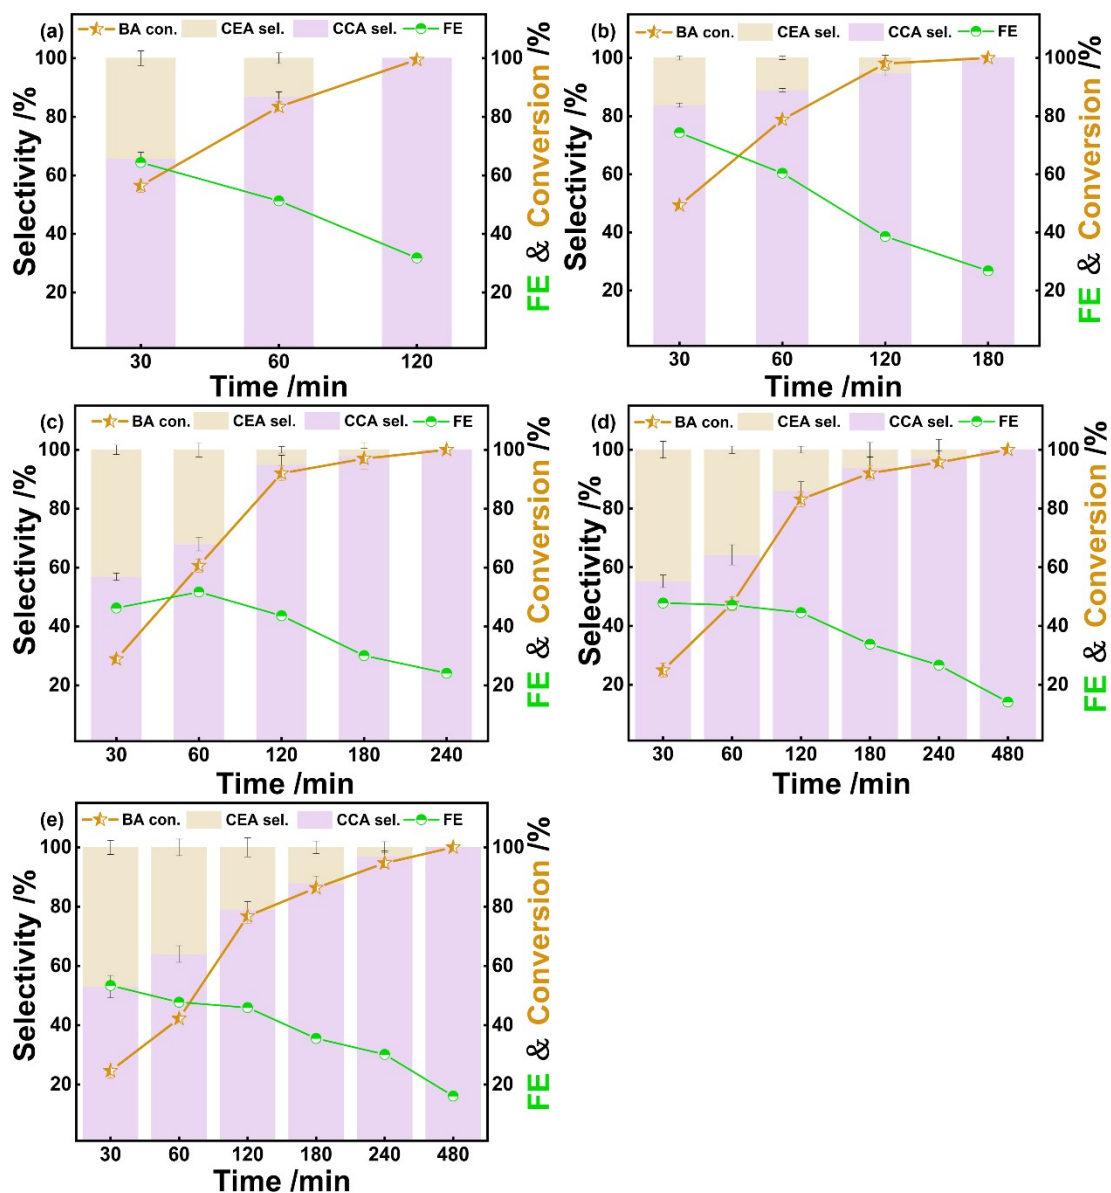 (a) BA con. CEA sel. CCA sel. FE
100
80
60
40
20
Selectivity /%
100
80
60
40
20
FE & Conversion /%
30 60 120
Time /min
(b) BA con. CEA sel. CCA sel. FE
100
80
60
40
20
Selectivity /%
100
80
60
40
20
FE & Conversion /%
30 60 120 180
Time /min
(c) BA con. CEA sel. CCA sel. FE
100
80
60
40
20
Selectivity /%
100
80
60
40
20
FE & Conversion /%
30 60 120 180 240
Time /min
(d) BA con. CEA sel. CCA sel. FE
100
80
60
40
20
Selectivity /%
100
80
60
40
20
FE & Conversion /%
30 60 120 180 240 480
Time /min
(e) BA con. CEA sel. CCA sel. FE
100
80
60
40
20
Selectivity /%
100
80
60
40
20
FE & Conversion /%
30 60 120 180 240 480
Time /min